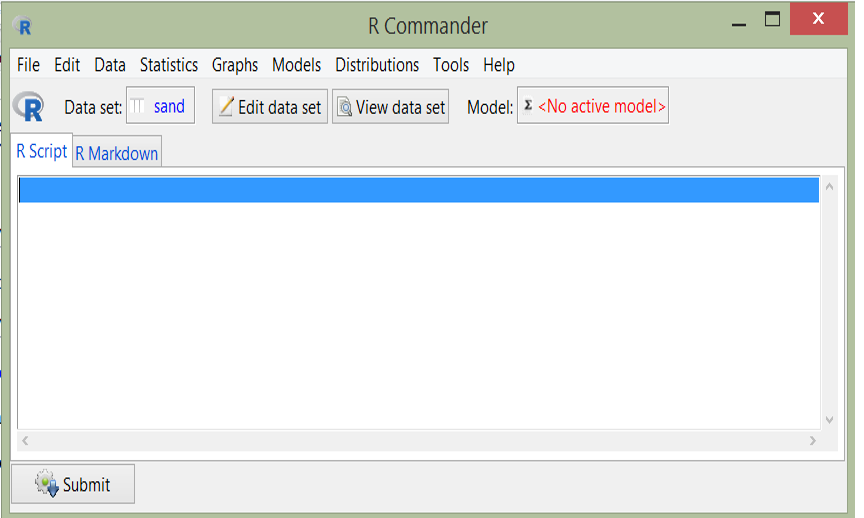 R Commander
File Edit Data Statistics Graphs Models Distributions Tools Help
R Data set: sand Edit data set View data set Model: Σ <No active model>
R Script R Markdown
Submit